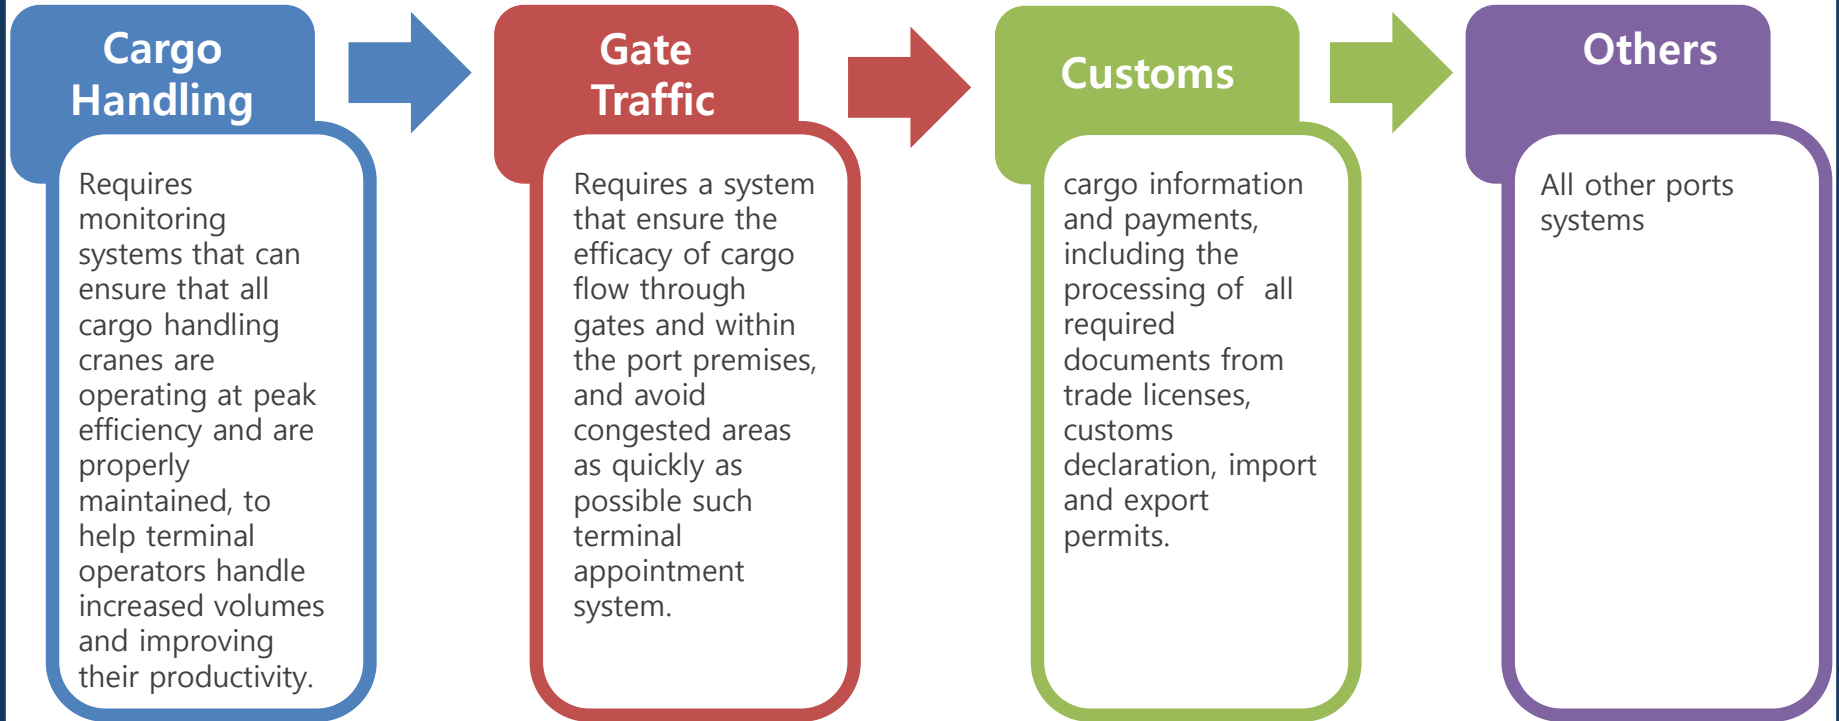 Cargo
Handling
Requires
monitoring
systems that can
ensure that all
cargo handling
cranes are
operating at peak
efficiency and are
properly
maintained, to
help terminal
operators handle
increased volumes
and improving
their productivity.
Gate
Traffic
Requires a system
that ensure the
efficacy of cargo
flow through
gates and within
the port premises,
and avoid
congested areas
as quickly as
possible such
terminal
appointment
system.
Customs
cargo information
and payments,
including the
processing of  all
required
documents from
trade licenses,
customs
declaration, import
and export
permits.
Others
All other ports
systems